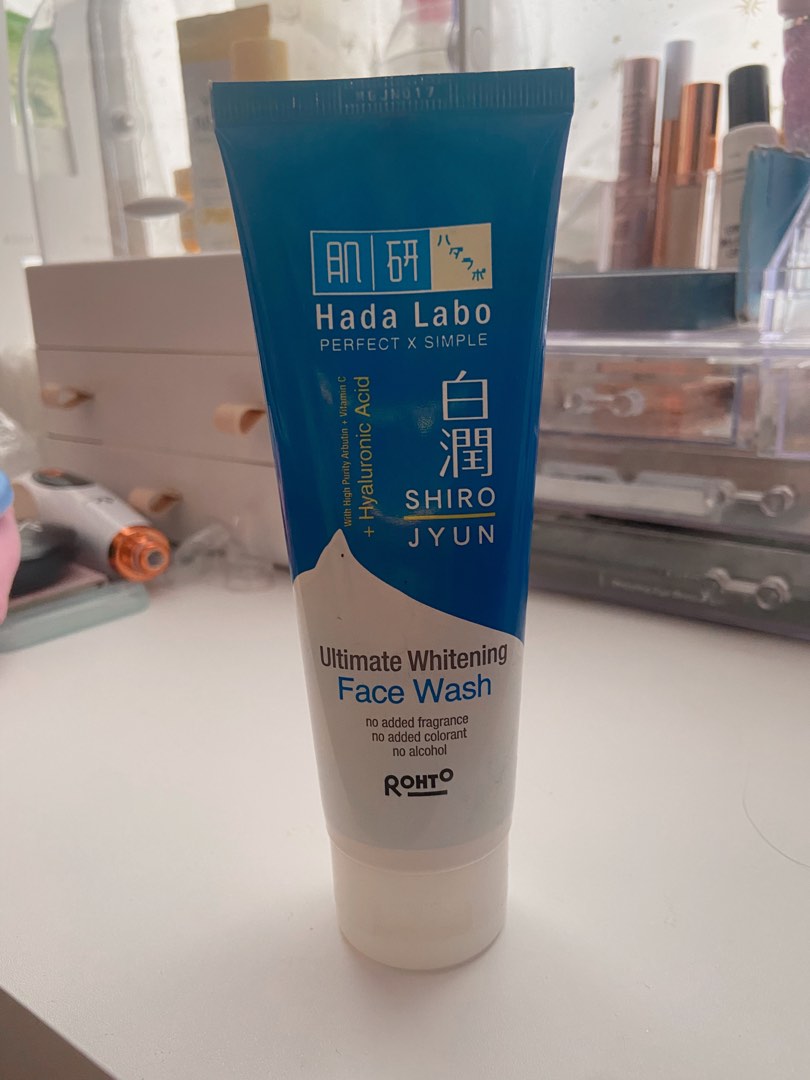 肌研 ハダラボ
Hada Labo
PERFECT X SIMPLE
With High Purity Arbutin + Vitamin C
+ Hyaluronic Acid
白潤
SHIRO
JYUN
Ultimate Whitening
Face Wash
no added fragrance
no added colorant
no alcohol
ROHTO